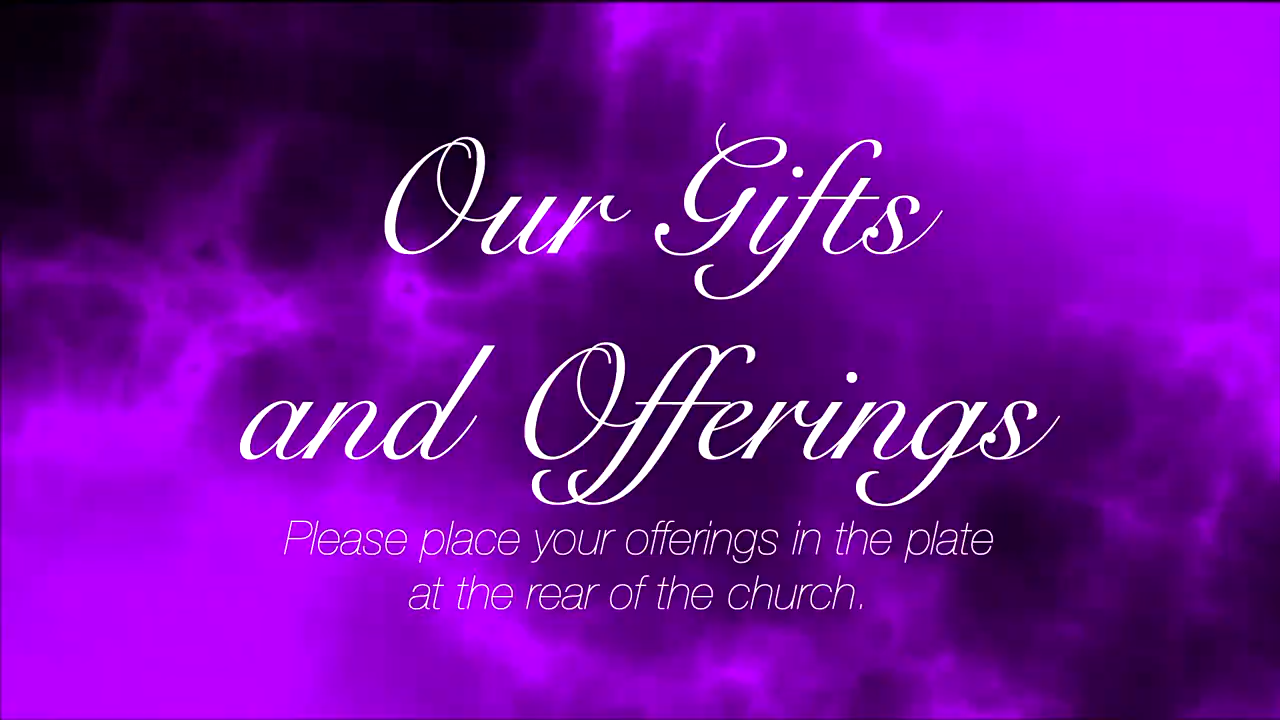 Our Gifts
and Offerings
Please place your offerings in the plate
at the rear of the church.